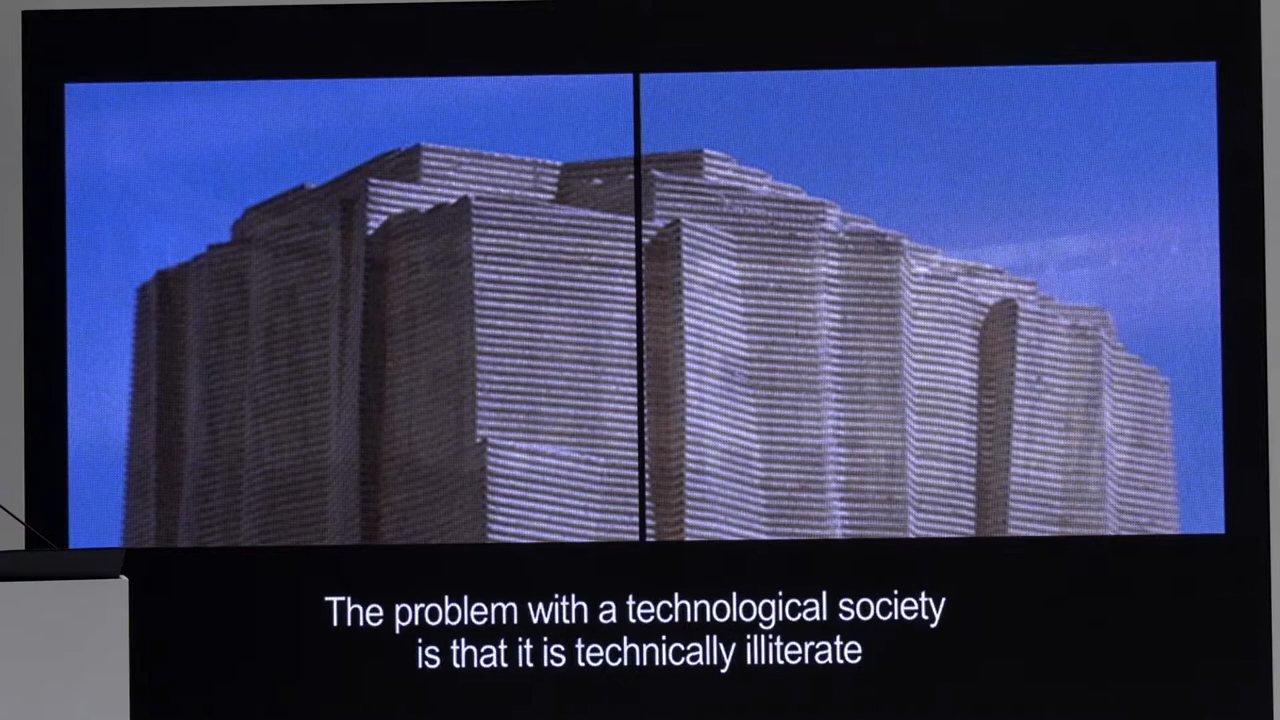 The problem with a technological society
is that it is technically illiterate